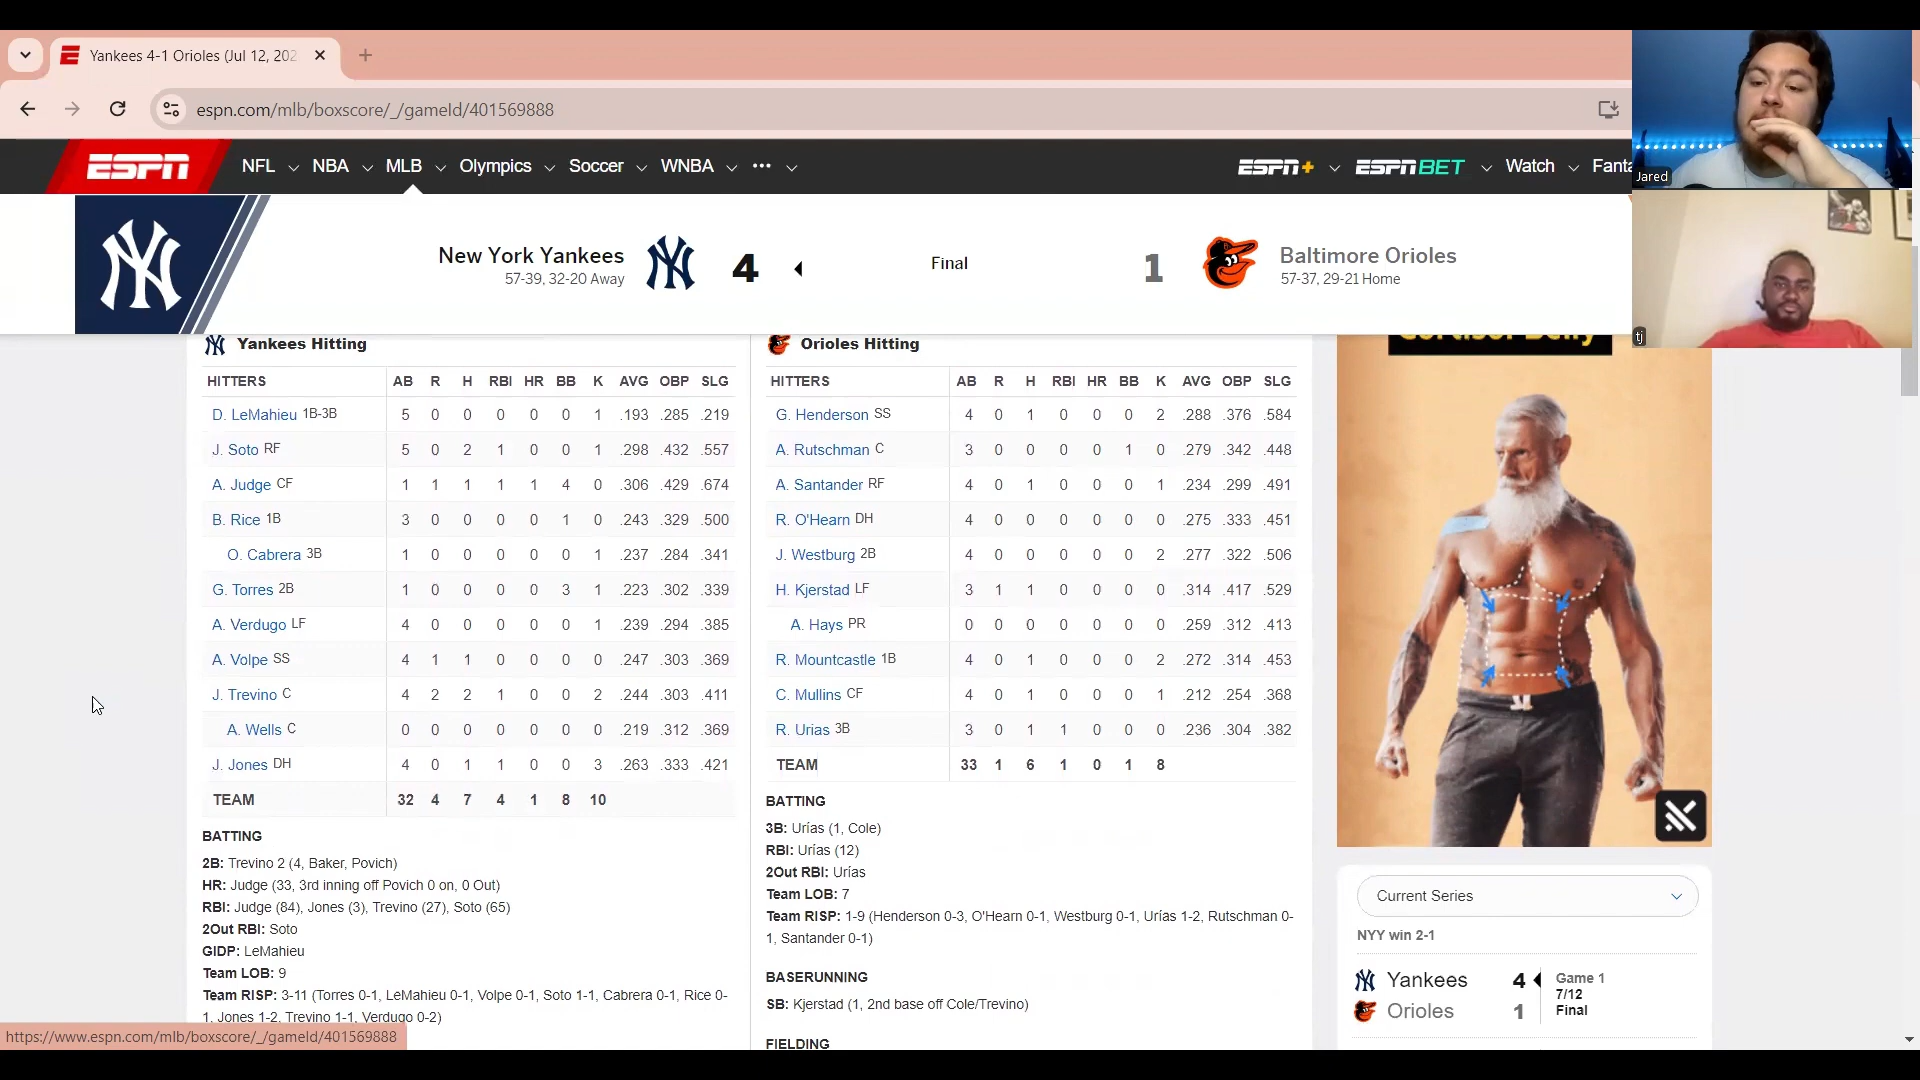 Yankees 4-1 Orioles (Jul 12, 202
espn.com/mlb/boxscore/_/gameId/401569888
ESPN NFL NBA MLB Olympics Soccer WNBA ••• ESPN+ ESPN BET Watch Fanta
Jared
New York Yankees 4 Final 1 Baltimore Orioles
57-39, 32-20 Away 57-37, 29-21 Home
tj
Yankees Hitting
HITTERS AB R H RBI HR BB K AVG OBP SLG
D. LeMahieu 1B-3B 5 0 0 0 0 0 1 .193 .285 .219
J. Soto RF 5 0 2 1 0 0 1 .298 .432 .557
A. Judge CF 1 1 1 1 1 4 0 .306 .429 .674
B. Rice 1B 3 0 0 0 0 1 0 .243 .329 .500
O. Cabrera 3B 1 0 0 0 0 0 1 .237 .284 .341
G. Torres 2B 1 0 0 0 0 3 1 .223 .302 .339
A. Verdugo LF 4 0 0 0 0 0 1 .239 .294 .385
A. Volpe SS 4 1 1 0 0 0 0 .247 .303 .369
J. Trevino C 4 2 2 1 0 0 2 .244 .303 .411
A. Wells C 0 0 0 0 0 0 0 .219 .312 .369
J. Jones DH 4 0 1 1 0 0 3 .263 .333 .421
TEAM 32 4 7 4 1 8 10
BATTING
2B: Trevino 2 (4, Baker, Povich)
HR: Judge (33, 3rd inning off Povich 0 on, 0 Out)
RBI: Judge (84), Jones (3), Trevino (27), Soto (65)
2Out RBI: Soto
GIDP: LeMahieu
Team LOB: 9
Team RISP: 3-11 (Torres 0-1, LeMahieu 0-1, Volpe 0-1, Soto 1-1, Cabrera 0-1, Rice 0-
1, Jones 1-2, Trevino 1-1, Verdugo 0-2)
https://www.espn.com/mlb/boxscore/_/gameId/401569888
Orioles Hitting
HITTERS AB R H RBI HR BB K AVG OBP SLG
G. Henderson SS 4 0 1 0 0 0 2 .288 .376 .584
A. Rutschman C 3 0 0 0 0 1 0 .279 .342 .448
A. Santander RF 4 0 1 0 0 0 1 .234 .299 .491
R. O'Hearn DH 4 0 0 0 0 0 0 .275 .333 .451
J. Westburg 2B 4 0 0 0 0 0 2 .277 .322 .506
H. Kjerstad LF 3 1 1 0 0 0 0 .314 .417 .529
A. Hays PR 0 0 0 0 0 0 0 .259 .312 .413
R. Mountcastle 1B 4 0 1 0 0 0 2 .272 .314 .453
C. Mullins CF 4 0 1 0 0 0 1 .212 .254 .368
R. Urias 3B 3 0 1 1 0 0 0 .236 .304 .382
TEAM 33 1 6 1 0 1 8
BATTING
3B: Urías (1, Cole)
RBI: Urías (12)
2Out RBI: Urías
Team LOB: 7
Team RISP: 1-9 (Henderson 0-3, O'Hearn 0-1, Westburg 0-1, Urías 1-2, Rutschman 0-
1, Santander 0-1)
BASERUNNING
SB: Kjerstad (1, 2nd base off Cole/Trevino)
FIELDING
Cortisol Belly
Current Series
NYY win 2-1
Yankees 4 Game 1
7/12
Orioles 1 Final